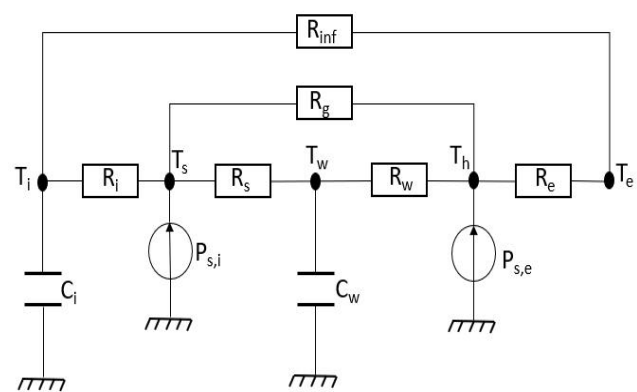 R_inf
R_g
T_i
R_i
T_s
R_s
T_w
R_w
T_h
R_e
T_e
P_s,i
P_s,e
C_i
C_w